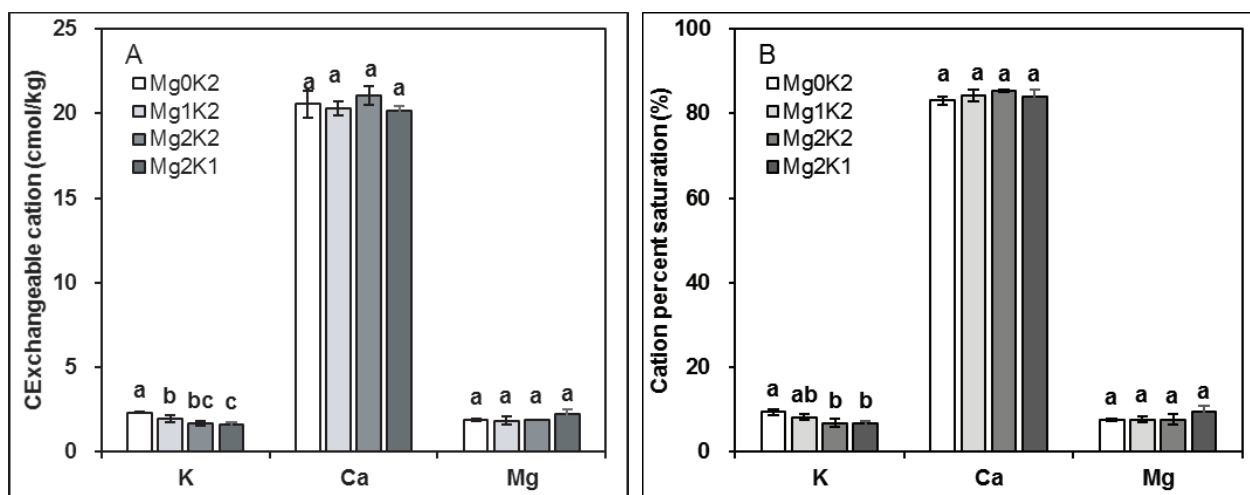 A
CExchangeable cation (cmol/kg)
25
20
15
10
5
0
Mg0K2
Mg1K2
Mg2K2
Mg2K1
a b bc c
a a a a
a a a a
K Ca Mg
B
Cation percent saturation (%)
100
80
60
40
20
0
Mg0K2
Mg1K2
Mg2K2
Mg2K1
a ab b b
a a a a
a a a a
K Ca Mg